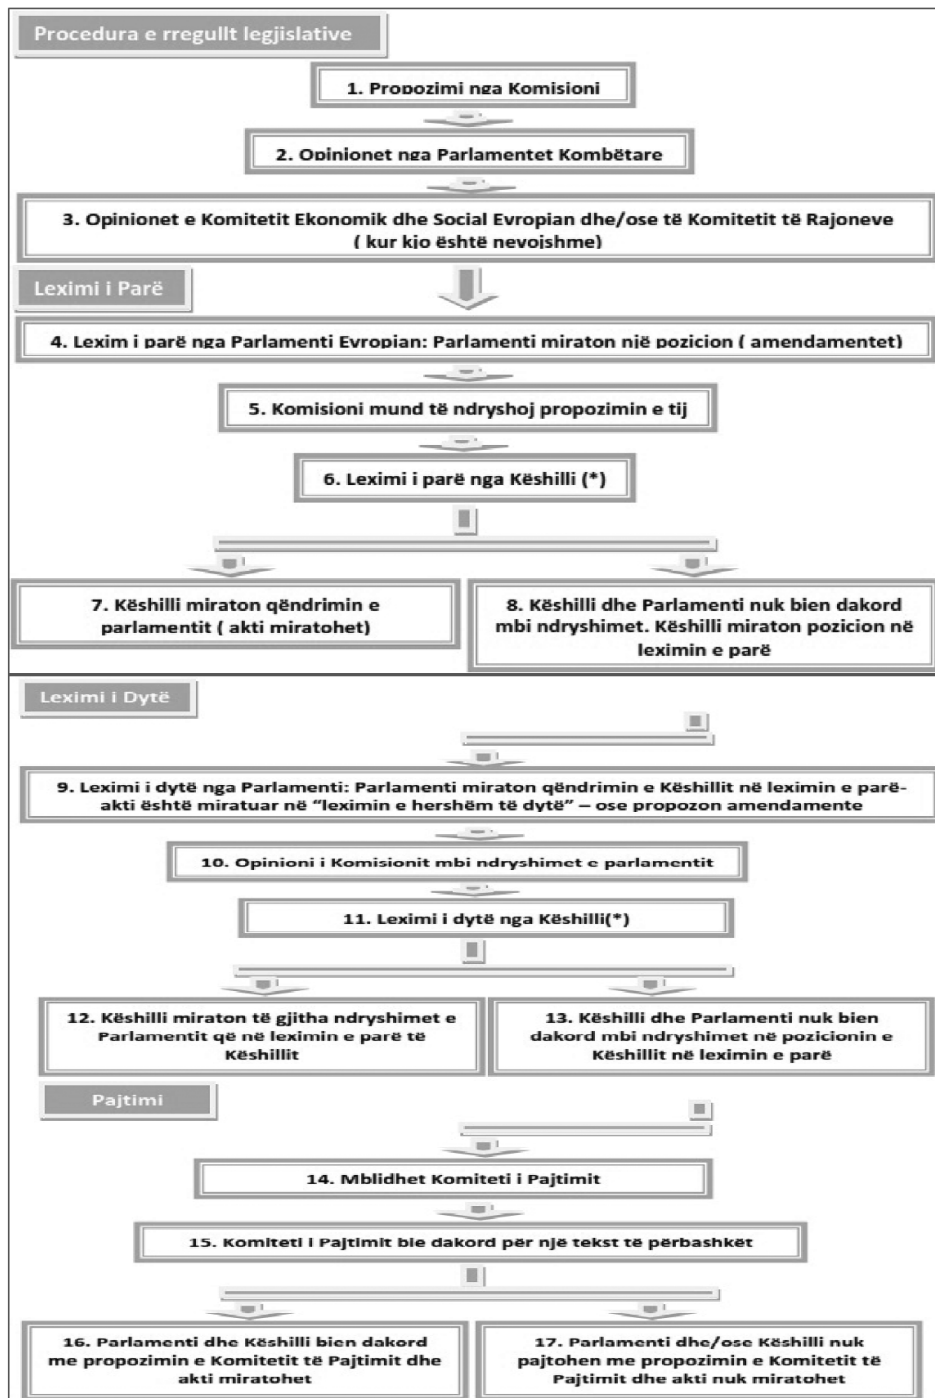 Procedura e rregullt legjislative
1. Propozimi nga Komisioni
2. Opinionet nga Parlamentet Kombëtare
3. Opinionet e Komitetit Ekonomik dhe Social Evropian dhe/ose të Komitetit të Rajoneve
( kur kjo është nevojshme)
Leximi i Parë
4. Lexim i parë nga Parlamenti Evropian: Parlamenti miraton një pozicion ( amendamentet)
5. Komisioni mund të ndryshoj propozimin e tij
6. Leximi i parë nga Këshilli (*)
7. Këshilli miraton qëndrimin e
parlamentit ( akti miratohet)
8. Këshilli dhe Parlamenti nuk bien dakord
mbi ndryshimet. Këshilli miraton pozicion në
leximin e parë
Leximi i Dytë
9. Leximi i dytë nga Parlamenti: Parlamenti miraton qëndrimin e Këshillit në leximin e parë-
akti është miratuar në “leximin e hershëm të dytë” – ose propozon amendamente
10. Opinioni i Komisionit mbi ndryshimet e parlamentit
11. Leximi i dytë nga Këshilli(*)
12. Këshilli miraton të gjitha ndryshimet e
Parlamentit që në leximin e parë të
Këshillit
13. Këshilli dhe Parlamenti nuk bien
dakord mbi ndryshimet në pozicionin e
Këshillit në leximin e parë
Pajtimi
14. Mblidhet Komiteti i Pajtimit
15. Komiteti i Pajtimit bie dakord për një tekst të përbashkët
16. Parlamenti dhe Këshilli bien dakord
me propozimin e Komitetit të Pajtimit dhe
akti miratohet
17. Parlamenti dhe/ose Këshilli nuk
pajtohen me propozimin e Komitetit të
Pajtimit dhe akti nuk miratohet